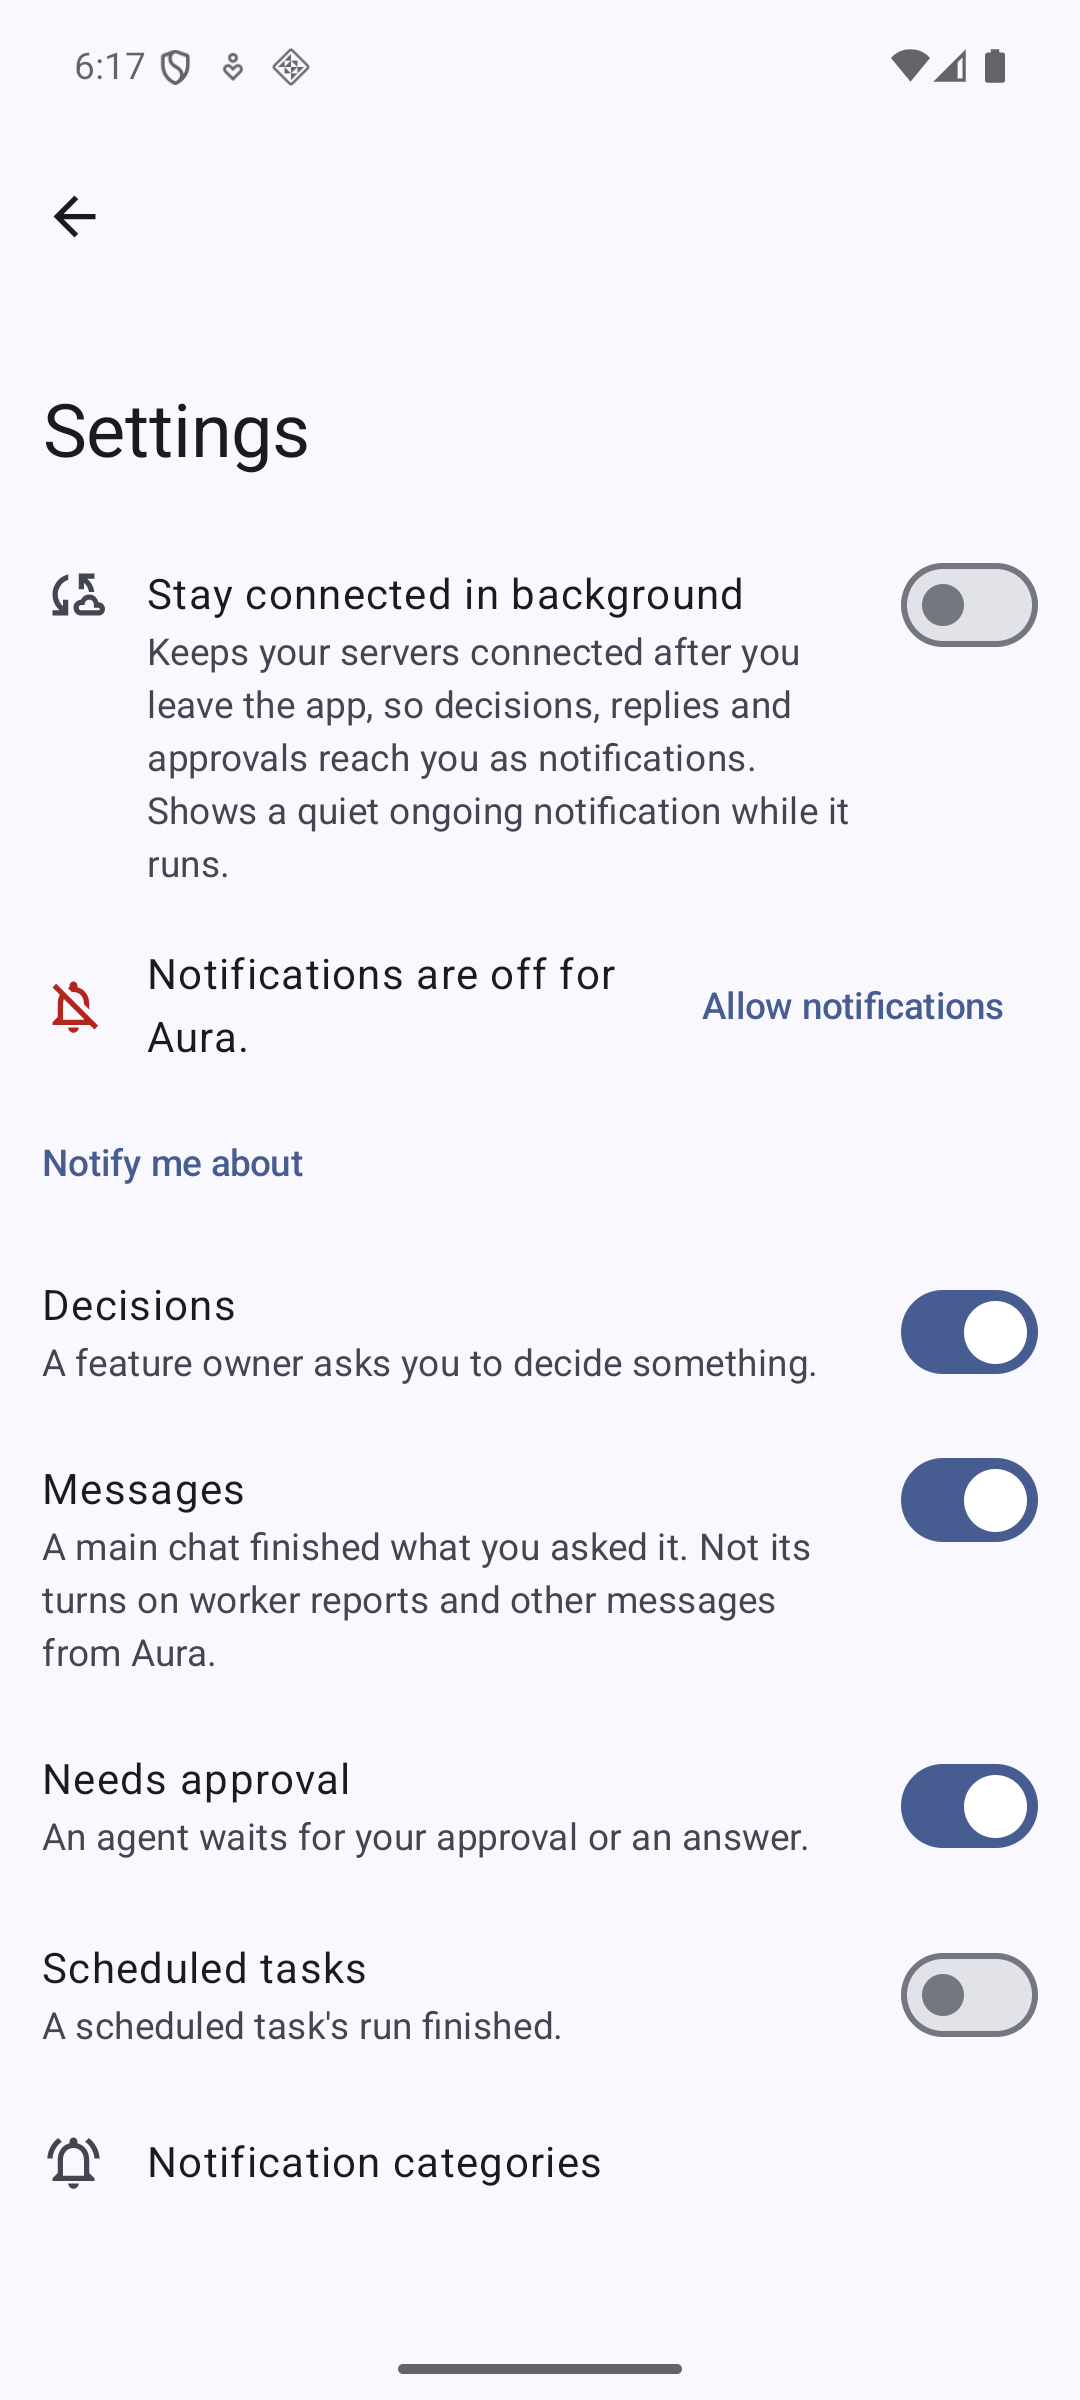 6:17
Settings
Stay connected in background
Keeps your servers connected after you
leave the app, so decisions, replies and
approvals reach you as notifications.
Shows a quiet ongoing notification while it
runs.
Notifications are off for
Aura.
Allow notifications
Notify me about
Decisions
A feature owner asks you to decide something.
Messages
A main chat finished what you asked it. Not its
turns on worker reports and other messages
from Aura.
Needs approval
An agent waits for your approval or an answer.
Scheduled tasks
A scheduled task's run finished.
Notification categories